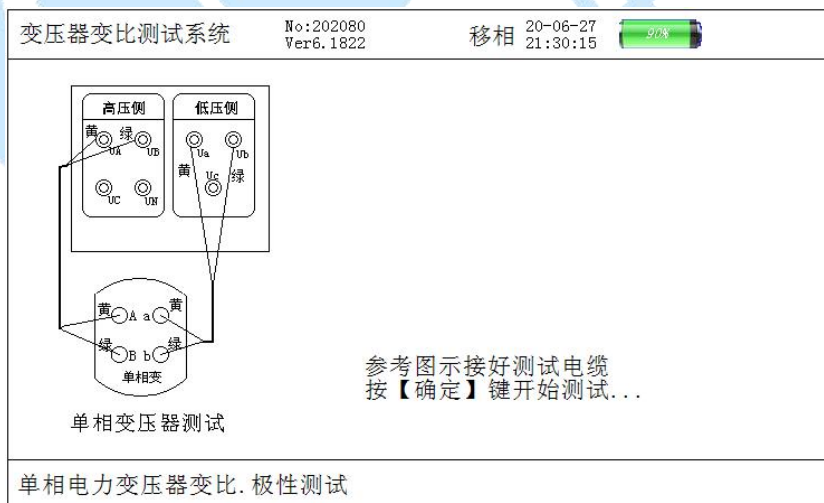 变压器变比测试系统
No:202080
Ver6.1822
移相
20-06-27
21:30:15
90%
高压侧
低压侧
黄
绿
UA
UB
Ua
Ub
黄
Uc
绿
UC
UN
黄
A a
黄
绿
B b
绿
单相变
参考图示接好测试电缆
按【确定】键开始测试...
单相变压器测试
单相电力变压器变比.极性测试